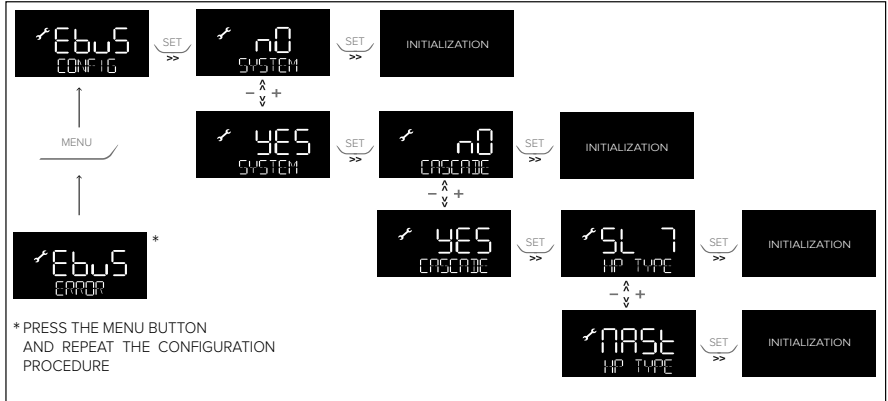 EbuS
CONFIG
SET
>>
nO
SYSTEM
SET
>>
INITIALIZATION
- +
MENU
YES
SYSTEM
SET
>>
nO
CASCADE
SET
>>
INITIALIZATION
- +
EbuS
ERROR
*
YES
CASCADE
SET
>>
SL 7
HP TYPE
SET
>>
INITIALIZATION
- +
* PRESS THE MENU BUTTON
AND REPEAT THE CONFIGURATION
PROCEDURE
MASt
HP TYPE
SET
>>
INITIALIZATION